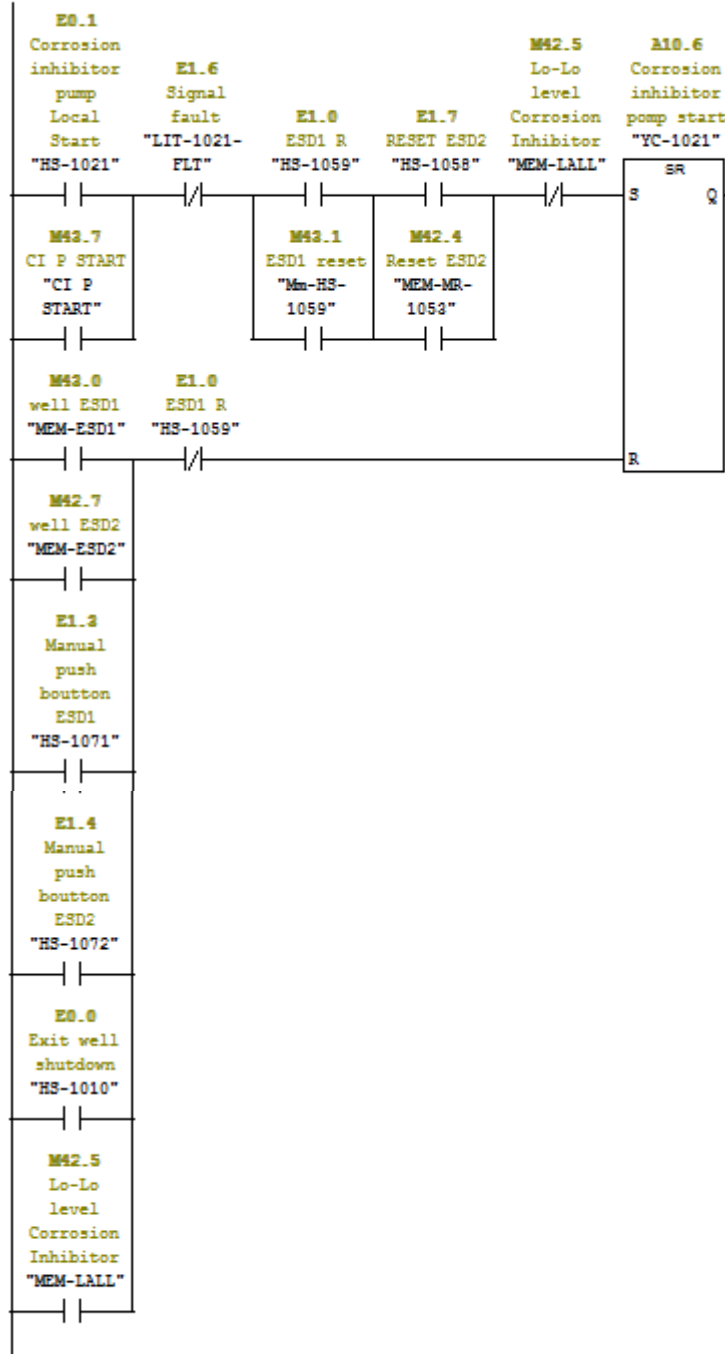 E0.1
Corrosion
inhibitor
pump
Local
Start
"HS-1021"
E1.6
Signal
fault
"LIT-1021-
FLT"
E1.0
ESD1 R
"HS-1059"
E1.7
RESET ESD2
"HS-1058"
M42.5
Lo-Lo
level
Corrosion
Inhibitor
"MEM-LALL"
A10.6
Corrosion
inhibitor
pomp start
"YC-1021"
SR
S Q
M43.7
CI P START
"CI P
START"
M43.1
ESD1 reset
"Mm-HS-
1059"
M42.4
Reset ESD2
"MEM-MR-
1053"
M43.0
well ESD1
"MEM-ESD1"
E1.0
ESD1 R
"HS-1059"
R
M42.7
well ESD2
"MEM-ESD2"
E1.3
Manual
push
boutton
ESD1
"HS-1071"
E1.4
Manual
push
boutton
ESD2
"HS-1072"
E0.0
Exit well
shutdown
"HS-1010"
M42.5
Lo-Lo
level
Corrosion
Inhibitor
"MEM-LALL"